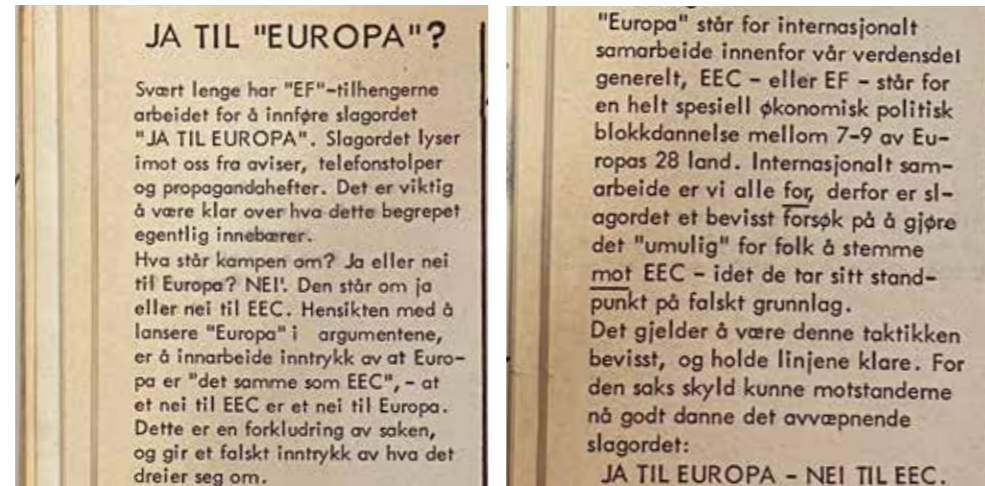 JA TIL "EUROPA"?
Svært lenge har "EF"-tilhengerne
arbeidet for å innføre slagordet
"JA TIL EUROPA". Slagordet lyser
imot oss fra aviser, telefonstolper
og propagandahefter. Det er viktig
å være klar over hva dette begrepet
egentlig innebærer.
Hva står kampen om? Ja eller nei
til Europa? NEI! Den står om ja
eller nei til EEC. Hensikten med å
lansere "Europa" i argumentene,
er å innarbeide inntrykk av at Euro-
pa er "det samme som EEC", - at
et nei til EEC er et nei til Europa.
Dette er en forkludring av saken,
og gir et falskt inntrykk av hva det
dreier seg om.
"Europa" står for internasjonalt
samarbeide innenfor vår verdensdel
generelt, EEC - eller EF - står for
en helt spesiell økonomisk politisk
blokkdannelse mellom 7-9 av Eu-
ropas 28 land. Internasjonalt sam-
arbeide er vi alle for, derfor er sl-
agordet et bevisst forsøk på å gjøre
det "umulig" for folk å stemme
mot EEC - idet de tar sitt stand-
punkt på falskt grunnlag.
Det gjelder å være denne taktikken
bevisst, og holde linjene klare. For
den saks skyld kunne motstanderne
nå godt danne det avvæpnende
slagordet:
JA TIL EUROPA - NEI TIL EEC.